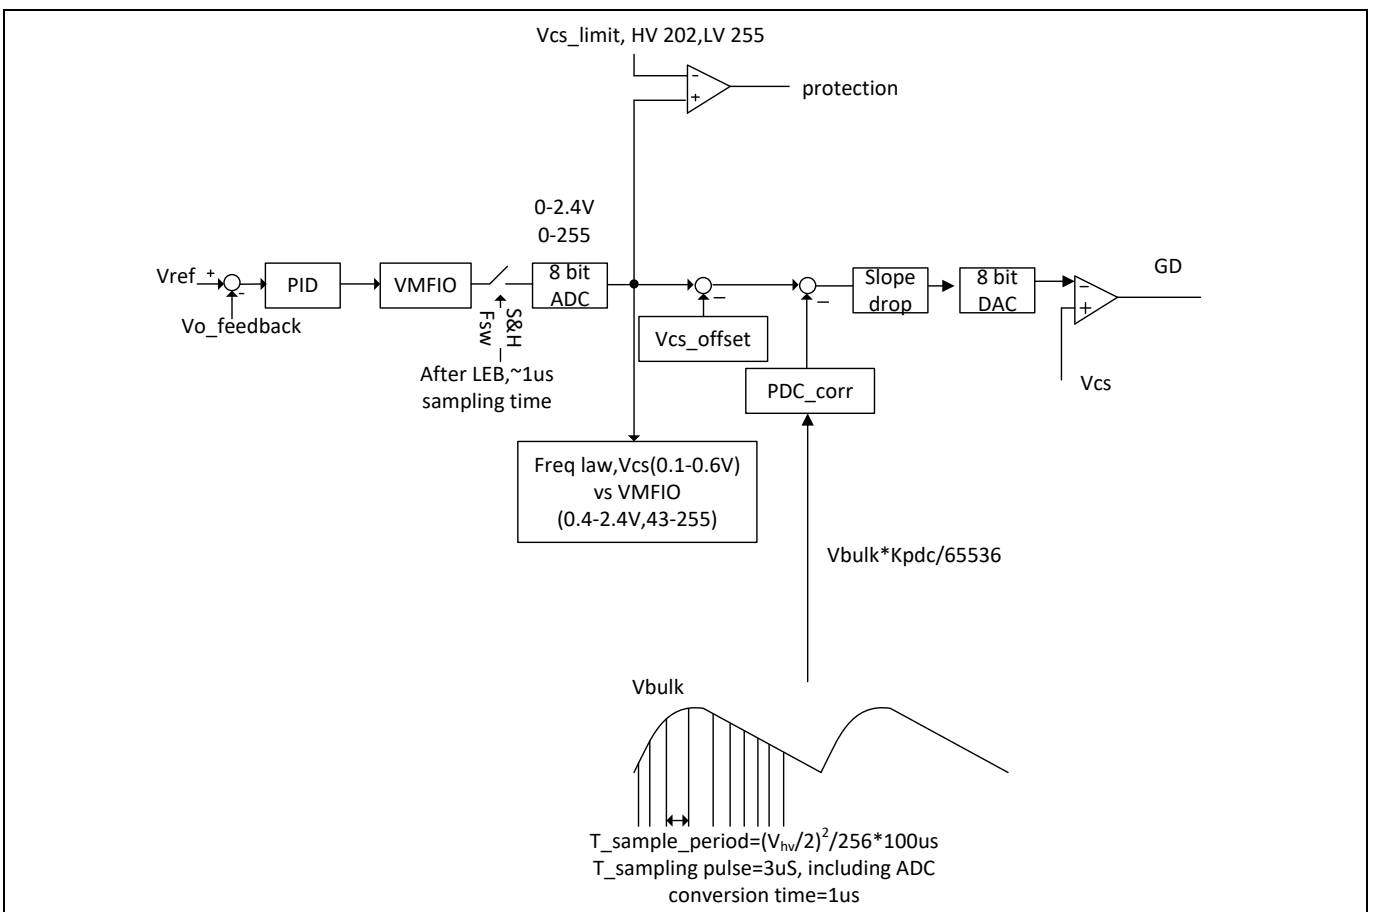 Vcs_limit, HV 202,LV 255
-
+
protection
0-2.4V
0-255
Vref
+
-
Vo_feedback
PID
VMFIO
S&H
Fsw
After LEB,~1us
sampling time
8 bit
ADC
–
Vcs_offset
–
PDC_corr
Slope
drop
8 bit
DAC
–
+
GD
Vcs
Freq law,Vcs(0.1-0.6V)
vs VMFIO
(0.4-2.4V,43-255)
Vbulk*Kpdc/65536
Vbulk
T_sample_period=(Vhv/2)²/256*100us
T_sampling pulse=3uS, including ADC
conversion time=1us